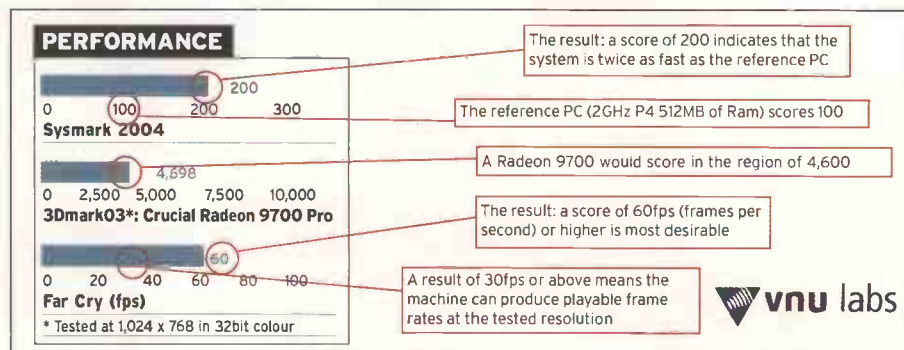 PERFORMANCE
200
0 100 200 300
Sysmark 2004
4,698
0 2,500 5,000 7,500 10,000
3Dmark03*: Crucial Radeon 9700 Pro
60
0 20 40 60 80 100
Far Cry (fps)
* Tested at 1,024 x 768 in 32bit colour
The result: a score of 200 indicates that the
system is twice as fast as the reference PC
The reference PC (2GHz P4 512MB of Ram) scores 100
A Radeon 9700 would score in the region of 4,600
The result: a score of 60fps (frames per
second) or higher is most desirable
A result of 30fps or above means the
machine can produce playable frame
rates at the tested resolution
vnu labs